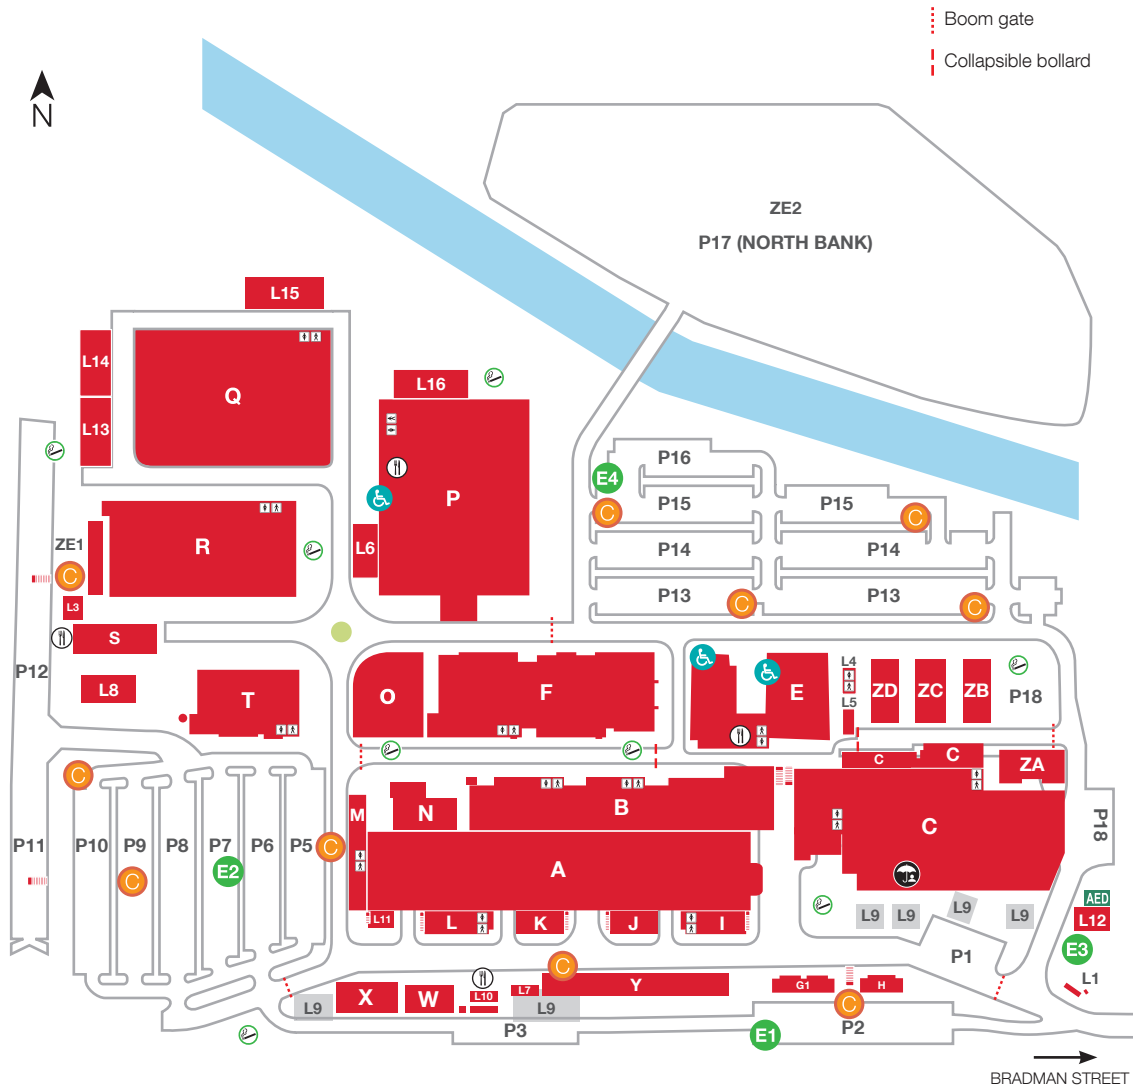 Boom gate
Collapsible bollard
N
ZE2
P17 (NORTH BANK)
L15
L14
Q
L16
L13
P16
E4
P
P15
P15
C
C
R
ZE1
L6
P14
P14
C
L3
P13
C
P13
C
S
P12
L8
T
O
F
E
L4
L5
ZD
ZC
ZB
P18
C
C
ZA
C
M
N
B
C
P18
P11
P10
P9
P8
P7
P6
P5
C
A
E2
C
AED
L11
L
K
J
I
L9
L9
L9
L9
L12
E3
P1
L1
C
X
W
L10
L7
Y
G1
H
L9
L9
C
P3
E1
P2
BRADMAN STREET